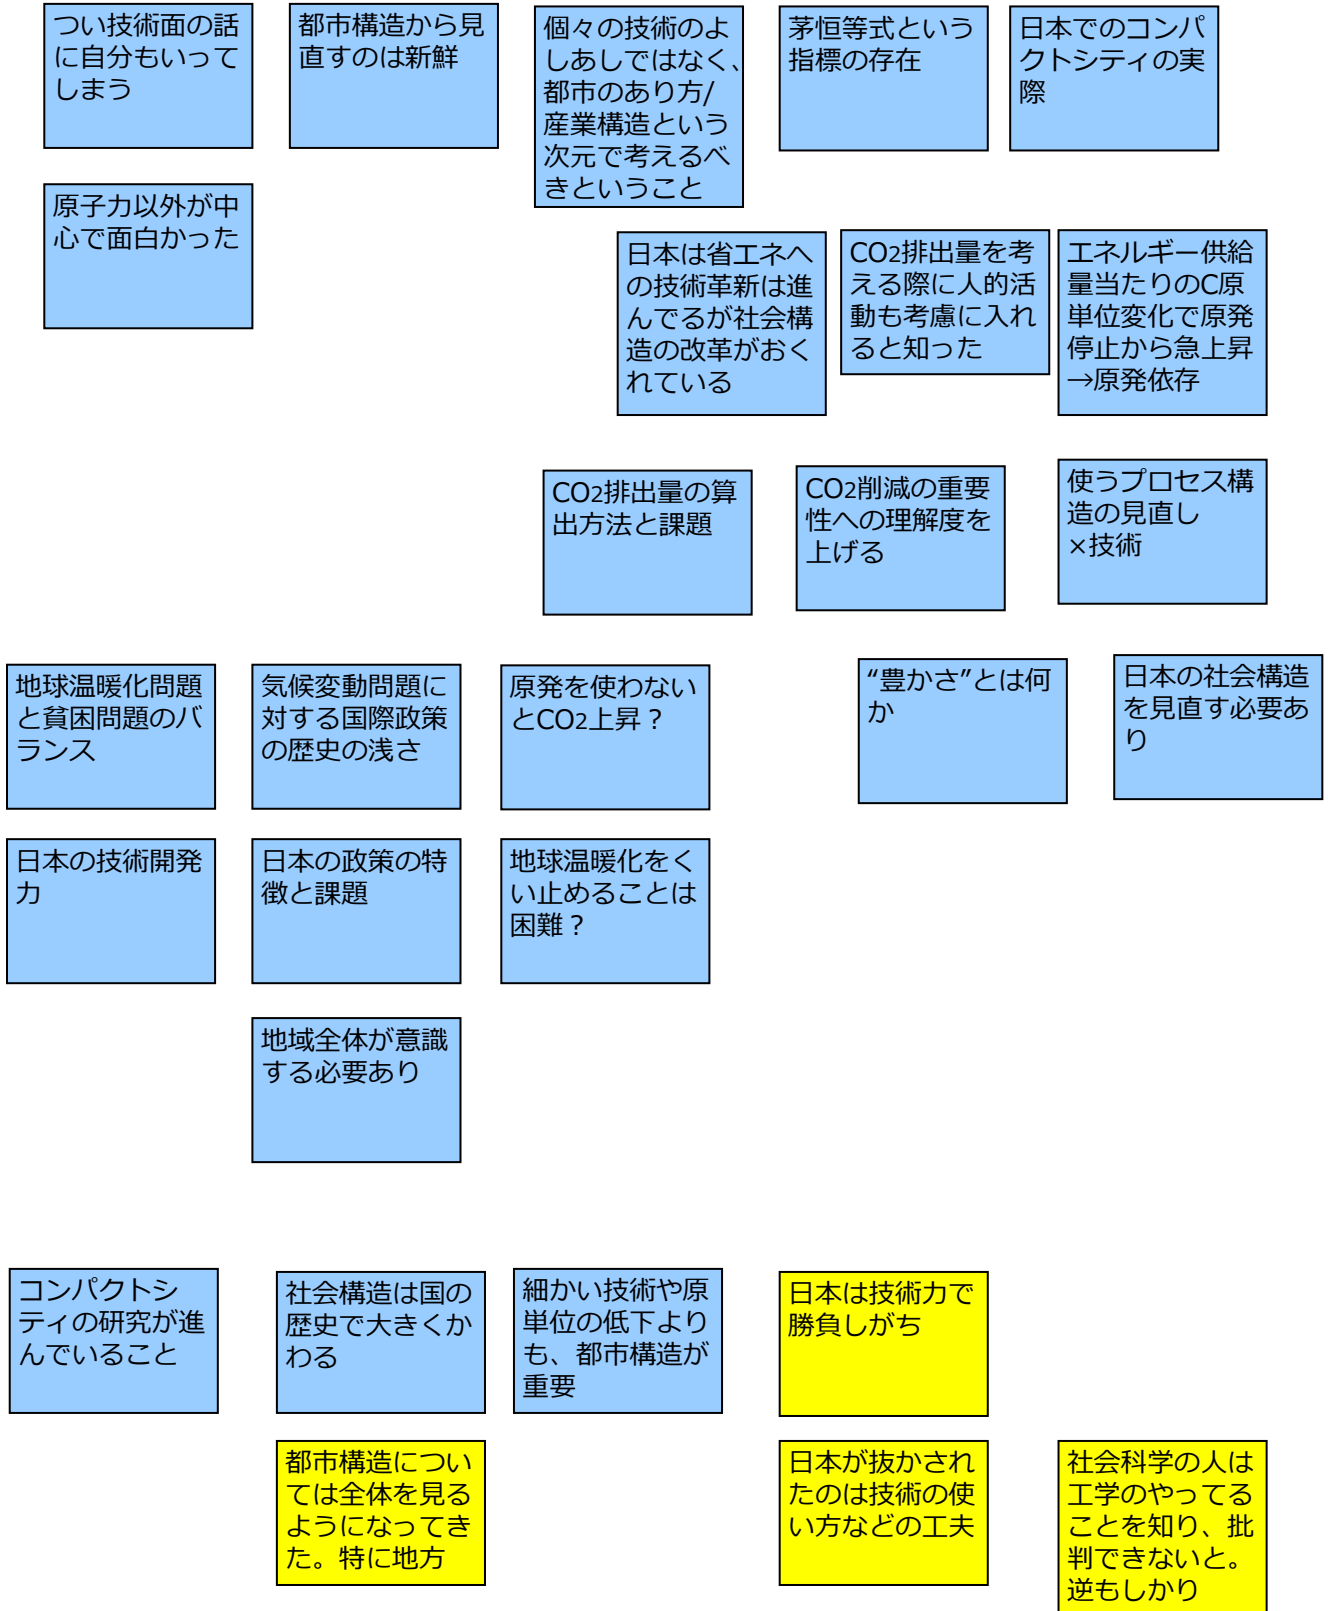 つい技術面の話
に自分もいって
しまう
都市構造から見
直すのは新鮮
個々の技術のよ
しあしではなく、
都市のあり方/
産業構造という
次元で考えるべ
きということ
茅恒等式という
指標の存在
日本でのコンパ
クトシティの実
際
原子力以外が中
心で面白かった
日本は省エネへ
の技術革新は進
んでるが社会構
造の改革がおく
れている
CO2排出量を考
える際に人的活
動も考慮に入れ
ると知った
エネルギー供給
量当たりのC原
単位変化で原発
停止から急上昇
→原発依存
CO2排出量の算
出方法と課題
CO2削減の重要
性への理解度を
上げる
使うプロセス構
造の見直し
×技術
地球温暖化問題
と貧困問題のバ
ランス
気候変動問題に
対する国際政策
の歴史の浅さ
原発を使わない
とCO2上昇？
“豊かさ”とは何
か
日本の社会構造
を見直す必要あ
り
日本の技術開発
力
日本の政策の特
徴と課題
地球温暖化をく
い止めることは
困難？
地域全体が意識
する必要あり
コンパクトシ
ティの研究が進
んでいること
社会構造は国の
歴史で大きくか
わる
細かい技術や原
単位の低下より
も、都市構造が
重要
日本は技術力で
勝負しがち
都市構造につい
ては全体を見る
ようになってき
た。特に地方
日本が抜かされ
たのは技術の使
い方などの工夫
社会科学の人は
工学のやってる
ことを知り、批
判できないと。
逆もしかり